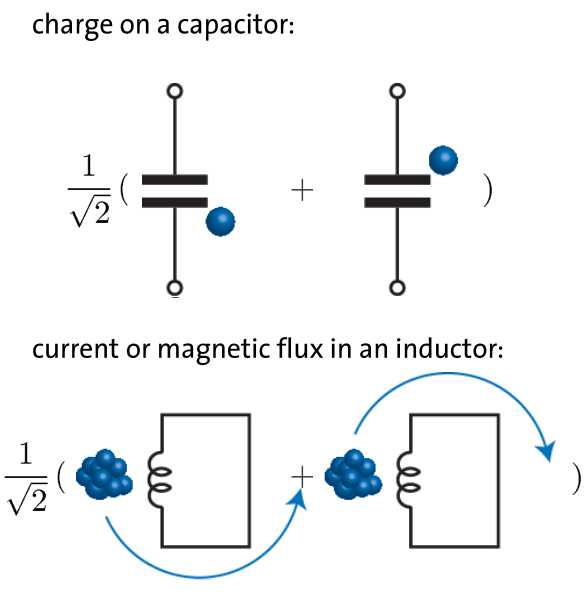 charge on a capacitor:
1/√2 ( + )
current or magnetic flux in an inductor:
1/√2 ( + )